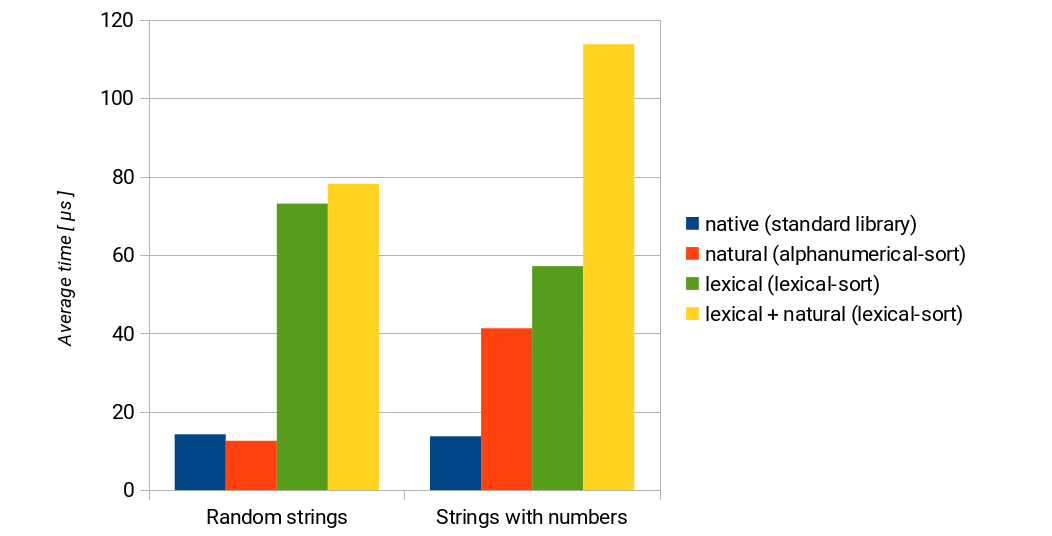 120
100
80
60
40
20
0
Average time [ µs ]
Random strings
Strings with numbers
native (standard library)
natural (alphanumerical-sort)
lexical (lexical-sort)
lexical + natural (lexical-sort)